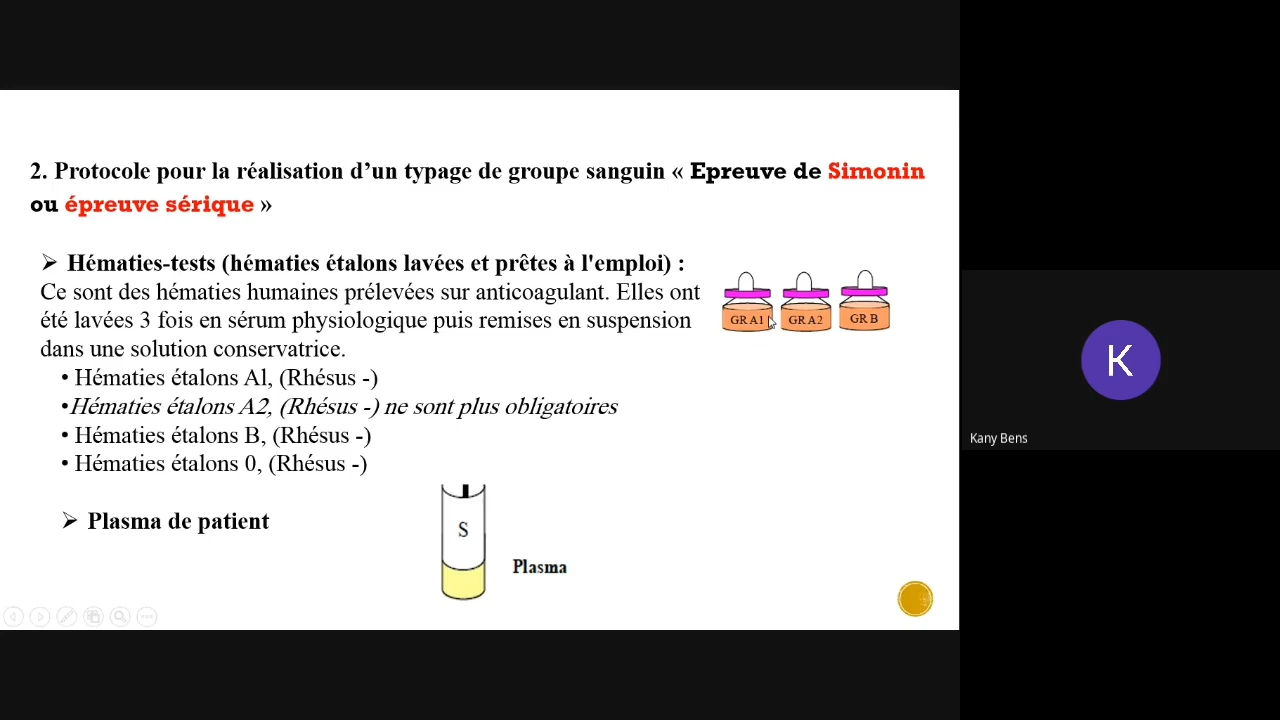 2. Protocole pour la réalisation d’un typage de groupe sanguin « Epreuve de Simonin
ou épreuve sérique »
➢ Hématies-tests (hématies étalons lavées et prêtes à l'emploi) :
Ce sont des hématies humaines prélevées sur anticoagulant. Elles ont
été lavées 3 fois en sérum physiologique puis remises en suspension
dans une solution conservatrice.
• Hématies étalons Al, (Rhésus -)
•Hématies étalons A2, (Rhésus -) ne sont plus obligatoires
• Hématies étalons B, (Rhésus -)
• Hématies étalons 0, (Rhésus -)
GR A1 GR A2 GR B
➢ Plasma de patient
S
Plasma
K
Kany Bens